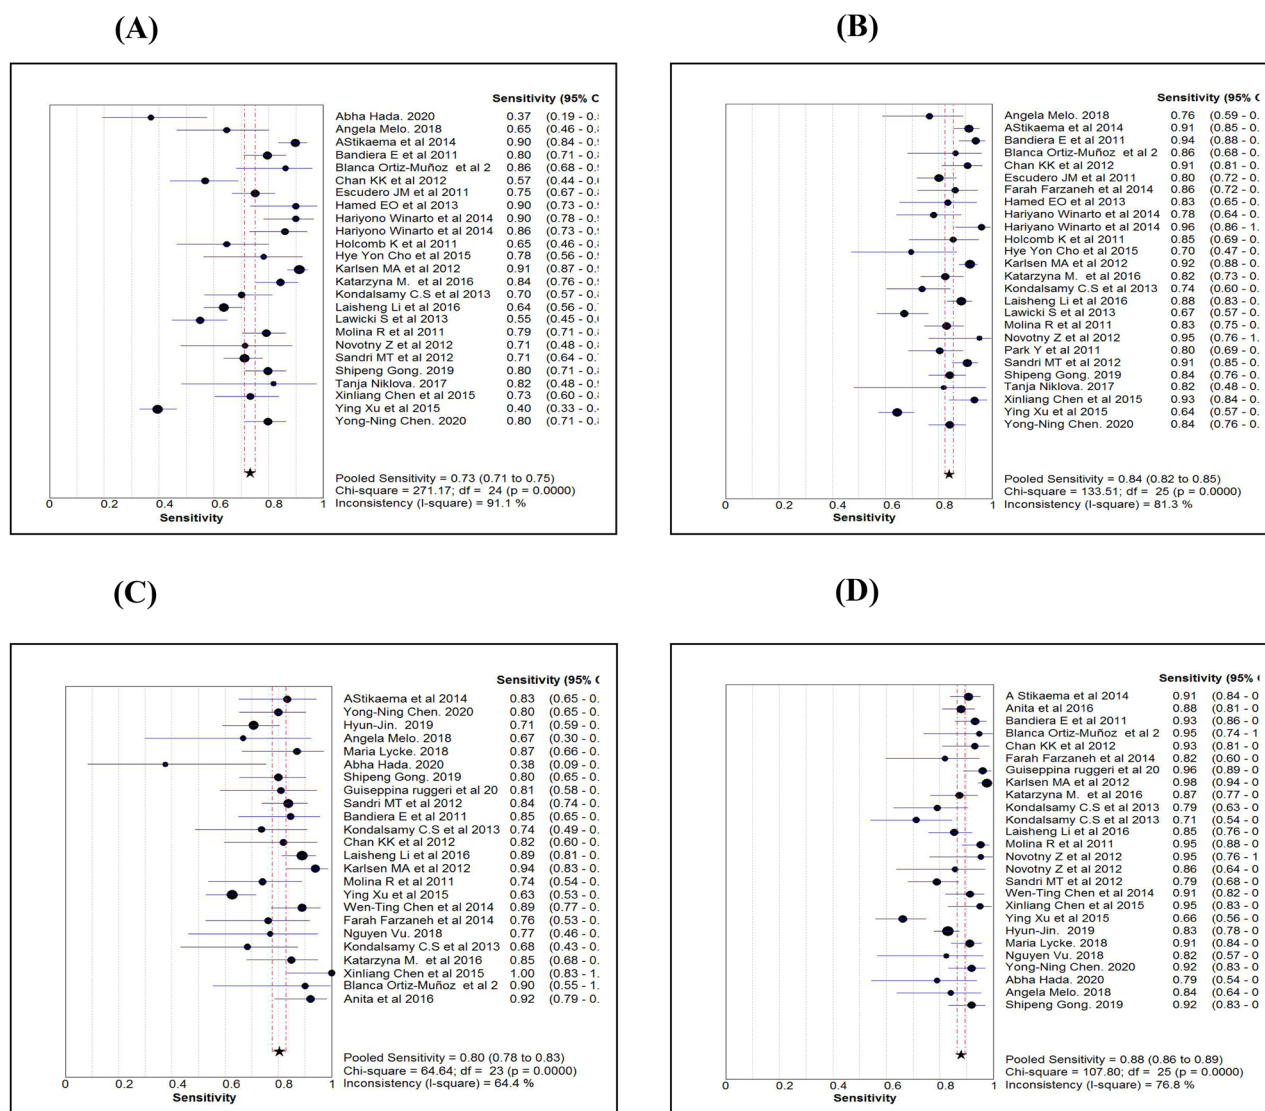 (A)
Sensitivity (95% C
Abha Hada. 2020 0.37 (0.19 - 0.
Angela Melo. 2018 0.65 (0.46 - 0.
AStikaema et al 2014 0.90 (0.84 - 0.
Bandiera E et al 2011 0.80 (0.71 - 0.
Blanca Ortiz-Muñoz et al 2 0.86 (0.68 - 0.
Chan KK et al 2012 0.57 (0.44 - 0.
Escudero JM et al 2011 0.75 (0.67 - 0.
Hamed EO et al 2013 0.90 (0.73 - 0.
Hariyono Winarto et al 2014 0.90 (0.78 - 0.
Hariyono Winarto et al 2014 0.86 (0.73 - 0.
Holcomb K et al 2011 0.65 (0.46 - 0.
Hye Yon Cho et al 2015 0.78 (0.56 - 0.
Karlsen MA et al 2012 0.91 (0.87 - 0.
Katarzyna M. et al 2016 0.84 (0.76 - 0.
Kondalsamy C.S et al 2013 0.70 (0.57 - 0.
Laisheng Li et al 2016 0.64 (0.56 - 0.
Lawicki S et al 2013 0.55 (0.45 - 0.
Molina R et al 2011 0.79 (0.71 - 0.
Novotny Z et al 2012 0.71 (0.48 - 0.
Sandri MT et al 2012 0.71 (0.64 - 0.
Shipeng Gong. 2019 0.80 (0.71 - 0.
Tanja Niklova. 2017 0.82 (0.48 - 0.
Xinliang Chen et al 2015 0.73 (0.60 - 0.
Ying Xu et al 2015 0.40 (0.33 - 0.
Yong-Ning Chen. 2020 0.80 (0.71 - 0.
Pooled Sensitivity = 0.73 (0.71 to 0.75)
Chi-square = 271.17; df = 24 (p = 0.0000)
Inconsistency (I-square) = 91.1 %
0 0.2 0.4 0.6 0.8 1
Sensitivity
(B)
Sensitivity (95% C
Angela Melo. 2018 0.76 (0.59 - 0.
AStikaema et al 2014 0.91 (0.85 - 0.
Bandiera E et al 2011 0.94 (0.88 - 0.
Blanca Ortiz-Muñoz et al 2 0.86 (0.68 - 0.
Chan KK et al 2012 0.91 (0.81 - 0.
Escudero JM et al 2011 0.80 (0.72 - 0.
Farah Farzaneh et al 2014 0.86 (0.72 - 0.
Hamed EO et al 2013 0.83 (0.65 - 0.
Hariyano Winarto et al 2014 0.78 (0.64 - 0.
Hariyano Winarto et al 2014 0.96 (0.86 - 1.
Holcomb K et al 2011 0.85 (0.69 - 0.
Hye Yon Cho et al 2015 0.70 (0.47 - 0.
Karlsen MA et al 2012 0.92 (0.88 - 0.
Katarzyna M. et al 2016 0.82 (0.73 - 0.
Kondalsamy C.S et al 2013 0.74 (0.60 - 0.
Laisheng Li et al 2016 0.88 (0.83 - 0.
Lawicki S et al 2013 0.67 (0.57 - 0.
Molina R et al 2011 0.83 (0.75 - 0.
Novotny Z et al 2012 0.95 (0.76 - 1.
Park Y et al 2011 0.80 (0.69 - 0.
Sandri MT et al 2012 0.91 (0.85 - 0.
Shipeng Gong. 2019 0.84 (0.76 - 0.
Tanja Niklova. 2017 0.82 (0.48 - 0.
Xinliang Chen et al 2015 0.93 (0.84 - 0.
Ying Xu et al 2015 0.64 (0.57 - 0.
Yong-Ning Chen. 2020 0.84 (0.76 - 0.
Pooled Sensitivity = 0.84 (0.82 to 0.85)
Chi-square = 133.51; df = 25 (p = 0.0000)
Inconsistency (I-square) = 81.3 %
0 0.2 0.4 0.6 0.8 1
Sensitivity
(C)
Sensitivity (95% C
AStikaema et al 2014 0.83 (0.65 - 0.
Yong-Ning Chen. 2020 0.80 (0.65 - 0.
Hyun-Jin. 2019 0.71 (0.59 - 0.
Angela Melo. 2018 0.67 (0.30 - 0.
Maria Lycke. 2018 0.87 (0.66 - 0.
Abha Hada. 2020 0.38 (0.09 - 0.
Shipeng Gong. 2019 0.80 (0.65 - 0.
Guiseppina ruggeri et al 20 0.81 (0.58 - 0.
Sandri MT et al 2012 0.84 (0.74 - 0.
Bandiera E et al 2011 0.85 (0.65 - 0.
Kondalsamy C.S et al 2013 0.74 (0.49 - 0.
Chan KK et al 2012 0.82 (0.60 - 0.
Laisheng Li et al 2016 0.89 (0.81 - 0.
Karlsen MA et al 2012 0.94 (0.83 - 0.
Molina R et al 2011 0.74 (0.54 - 0.
Ying Xu et al 2015 0.63 (0.53 - 0.
Wen-Ting Chen et al 2014 0.89 (0.77 - 0.
Farah Farzaneh et al 2014 0.76 (0.53 - 0.
Nguyen Vu. 2018 0.77 (0.46 - 0.
Kondalsamy C.S et al 2013 0.68 (0.43 - 0.
Katarzyna M. et al 2016 0.85 (0.68 - 0.
Xinliang Chen et al 2015 1.00 (0.83 - 1.
Blanca Ortiz-Muñoz et al 2 0.90 (0.55 - 1.
Anita et al 2016 0.92 (0.79 - 0.
Pooled Sensitivity = 0.80 (0.78 to 0.83)
Chi-square = 64.64; df = 23 (p = 0.0000)
Inconsistency (I-square) = 64.4 %
0 0.2 0.4 0.6 0.8 1
Sensitivity
(D)
Sensitivity (95% C
A Stikaema et al 2014 0.91 (0.84 - 0
Anita et al 2016 0.88 (0.81 - 0
Bandiera E et al 2011 0.93 (0.86 - 0
Blanca Ortiz-Muñoz et al 2 0.95 (0.74 - 1
Chan KK et al 2012 0.93 (0.81 - 0
Farah Farzaneh et al 2014 0.82 (0.60 - 0
Guiseppina ruggeri et al 20 0.96 (0.89 - 0
Karlsen MA et al 2012 0.98 (0.94 - 0
Katarzyna M. et al 2016 0.87 (0.77 - 0
Kondalsamy C.S et al 2013 0.79 (0.63 - 0
Kondalsamy C.S et al 2013 0.71 (0.54 - 0
Laisheng Li et al 2016 0.85 (0.76 - 0
Molina R et al 2011 0.95 (0.88 - 0
Novotny Z et al 2012 0.95 (0.76 - 1
Novotny Z et al 2012 0.86 (0.64 - 0
Sandri MT et al 2012 0.79 (0.68 - 0
Wen-Ting Chen et al 2014 0.91 (0.82 - 0
Xinliang Chen et al 2015 0.95 (0.83 - 0
Ying Xu et al 2015 0.66 (0.56 - 0
Hyun-Jin. 2019 0.83 (0.78 - 0
Maria Lycke. 2018 0.91 (0.84 - 0
Nguyen Vu. 2018 0.82 (0.57 - 0
Yong-Ning Chen. 2020 0.92 (0.83 - 0
Abha Hada. 2020 0.79 (0.54 - 0
Angela Melo. 2018 0.84 (0.64 - 0
Shipeng Gong. 2019 0.92 (0.83 - 0
Pooled Sensitivity = 0.88 (0.86 to 0.89)
Chi-square = 107.80; df = 25 (p = 0.0000)
Inconsistency (I-square) = 76.8 %
0 0.2 0.4 0.6 0.8 1
Sensitivity